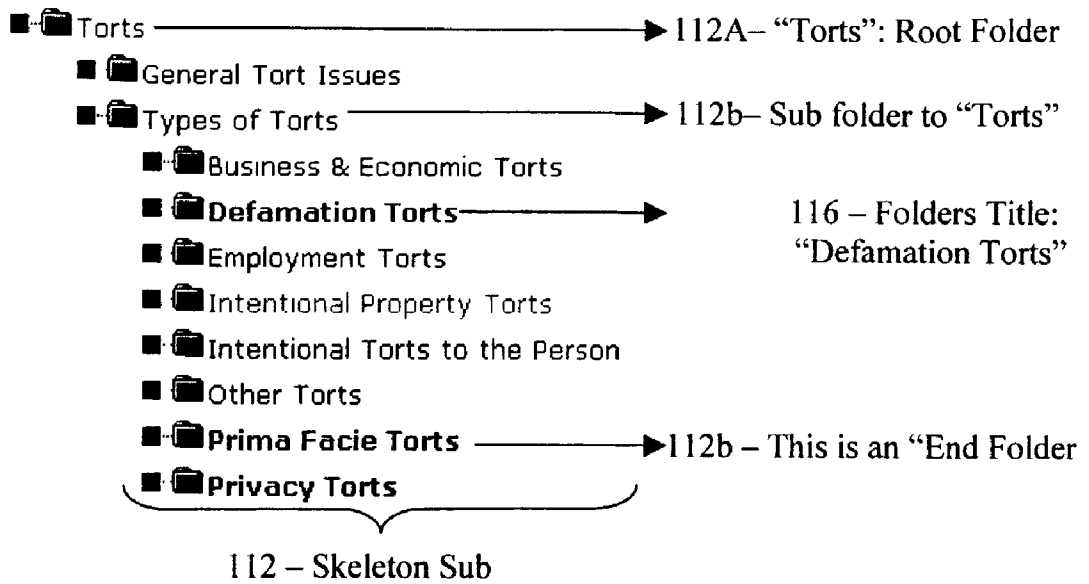 Torts 112A– “Torts”: Root Folder
General Tort Issues
Types of Torts 112b– Sub folder to “Torts”
Business & Economic Torts
Defamation Torts 116 – Folders Title:
“Defamation Torts”
Employment Torts
Intentional Property Torts
Intentional Torts to the Person
Other Torts
Prima Facie Torts 112b – This is an “End Folder
Privacy Torts
112 – Skeleton Sub